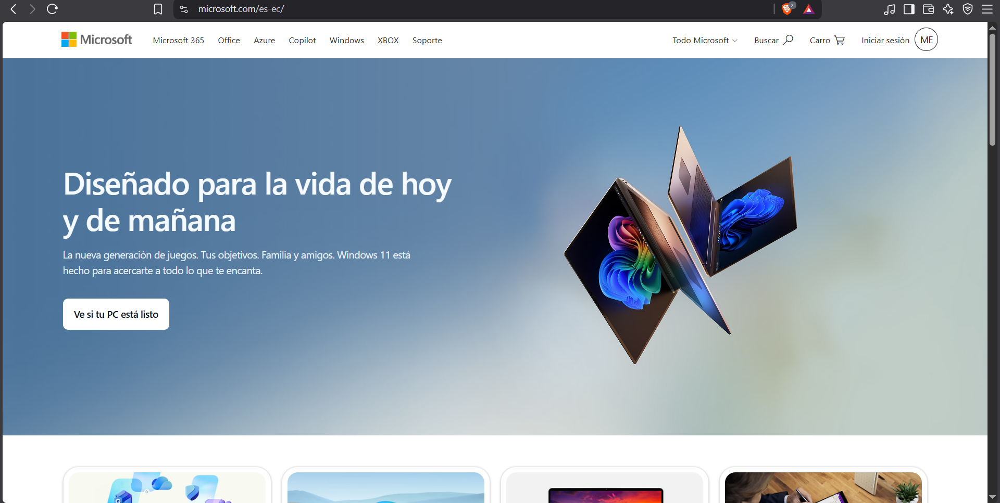 microsoft.com/es-ec/
2
Microsoft
Microsoft 365
Office
Azure
Copilot
Windows
XBOX
Soporte
Todo Microsoft
Buscar
Carro
Iniciar sesión
ME
Diseñado para la vida de hoy
y de mañana
La nueva generación de juegos. Tus objetivos. Familia y amigos. Windows 11 está
hecho para acercarte a todo lo que te encanta.
Ve si tu PC está listo